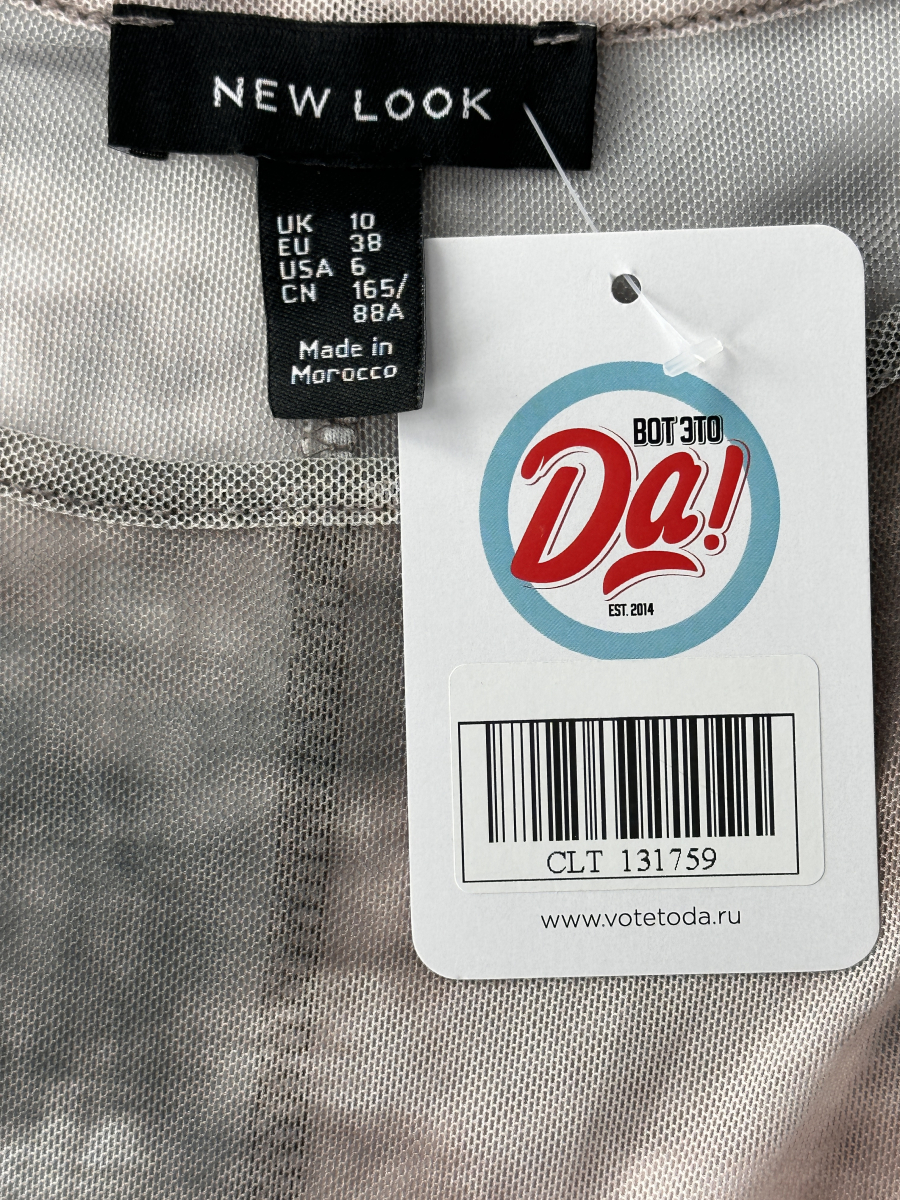 NEW LOOK
UK 10
EU 38
USA 6
CN 165/
88A
Made in
Morocco
ВОТ ЭТО
Да!
EST. 2014
CLT 131759
www.votetoda.ru